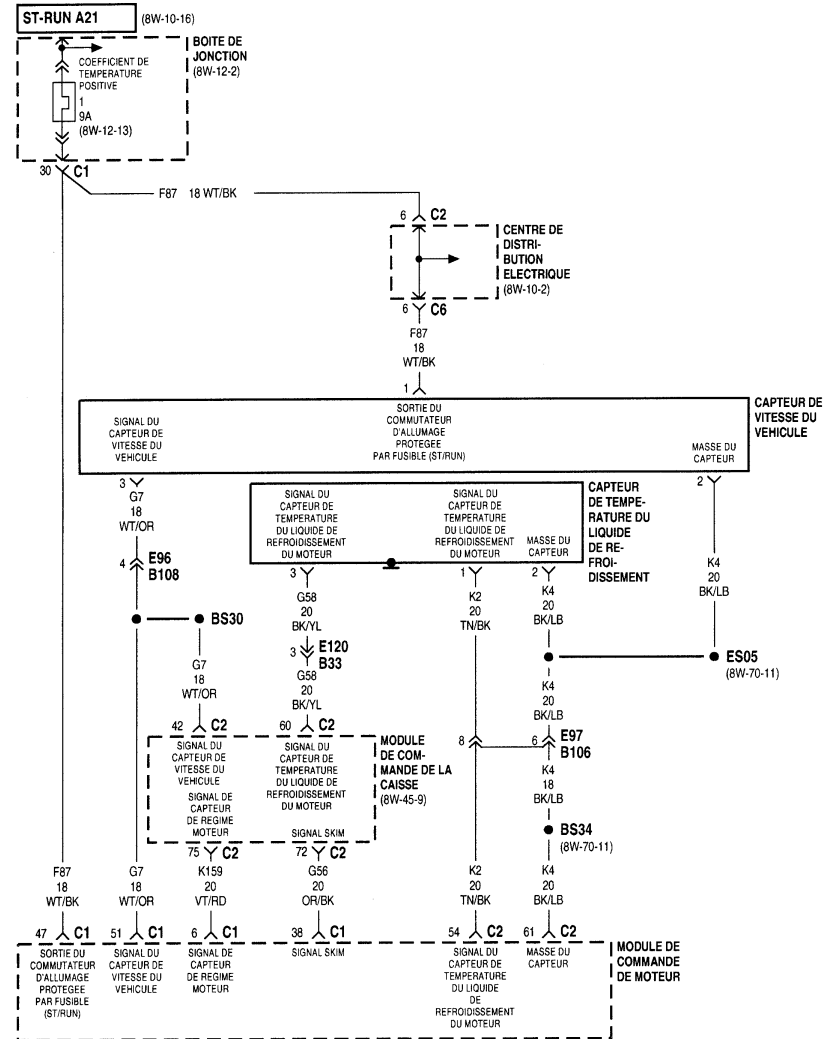 ST-RUN A21
(8W-10-16)
BOITE DE
JONCTION
(8W-12-2)
COEFFICIENT DE
TEMPERATURE
POSITIVE
1
9A
(8W-12-13)
30 C1
F87 18 WT/BK
6 C2
CENTRE DE
DISTRI-
BUTION
ELECTRIQUE
(8W-10-2)
6 C6
F87
18
WT/BK
1
CAPTEUR DE
VITESSE DU
VEHICULE
SIGNAL DU
CAPTEUR DE
VITESSE DU
VEHICULE
SORTIE DU
COMMUTATEUR
D'ALLUMAGE
PROTEGEE
PAR FUSIBLE (ST/RUN)
MASSE DU
CAPTEUR
3
G7
18
WT/OR
2
CAPTEUR
DE TEMPE-
RATURE DU
LIQUIDE
DE RE-
FROI-
DISSEMENT
SIGNAL DU
CAPTEUR DE
TEMPERATURE
DU LIQUIDE DE
REFROIDISSEMENT
DU MOTEUR
SIGNAL DU
CAPTEUR DE
TEMPERATURE
DU LIQUIDE DE
REFROIDISSEMENT
DU MOTEUR
MASSE DU
CAPTEUR
4 E96
B108
3
G58
20
BK/YL
1
K2
20
TN/BK
2
K4
20
BK/LB
K4
20
BK/LB
BS30
3 E120
B33
ES05
(8W-70-11)
G7
18
WT/OR
G58
20
BK/YL
K4
20
BK/LB
42 C2
60 C2
8
6 E97
B106
MODULE
DE COM-
MANDE DE LA
CAISSE
(8W-45-9)
SIGNAL DU
CAPTEUR DE
VITESSE DU
VEHICULE
SIGNAL DE
CAPTEUR
DE REGIME
MOTEUR
SIGNAL DU
CAPTEUR DE
TEMPERATURE
DU LIQUIDE DE
REFROIDISSEMENT
DU MOTEUR
SIGNAL SKIM
K4
18
BK/LB
BS34
(8W-70-11)
75 C2
72 C2
F87
18
WT/BK
G7
18
WT/OR
K159
20
VT/RD
G56
20
OR/BK
K2
20
TN/BK
K4
20
BK/LB
47 C1
51 C1
6 C1
38 C1
54 C2
61 C2
MODULE DE
COMMANDE
DE MOTEUR
SORTIE DU
COMMUTATEUR
D'ALLUMAGE
PROTEGEE
PAR FUSIBLE
(ST/RUN)
SIGNAL DU
CAPTEUR DE
VITESSE DU
VEHICULE
SIGNAL DE
CAPTEUR
DE REGIME
MOTEUR
SIGNAL SKIM
SIGNAL DU
CAPTEUR DE
TEMPERATURE
DU LIQUIDE
DE
REFROIDISSEMENT
DU MOTEUR
MASSE DU
CAPTEUR